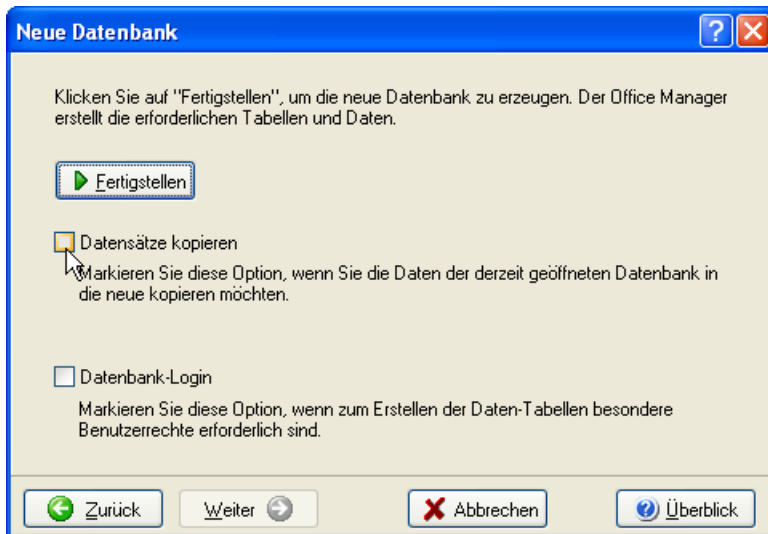 Neue Datenbank
Klicken Sie auf "Fertigstellen", um die neue Datenbank zu erzeugen. Der Office Manager
erstellt die erforderlichen Tabellen und Daten.
Fertigstellen
Datensätze kopieren
Markieren Sie diese Option, wenn Sie die Daten der derzeit geöffneten Datenbank in
die neue kopieren möchten.
Datenbank-Login
Markieren Sie diese Option, wenn zum Erstellen der Daten-Tabellen besondere
Benutzerrechte erforderlich sind.
Zurück Weiter Abbrechen Überblick